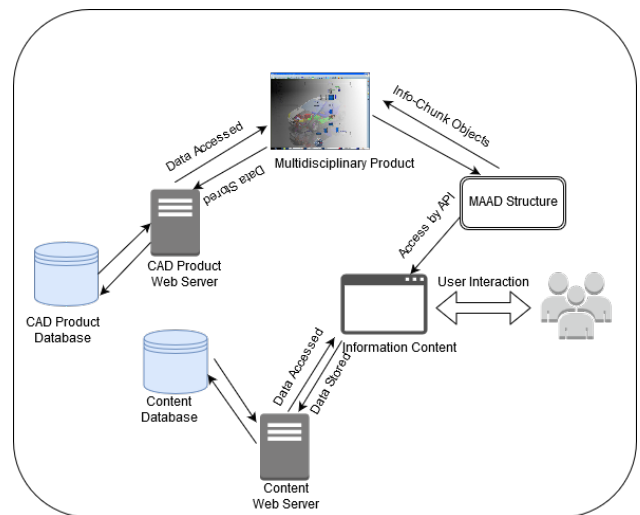 Info-Chunk Objects
Data Accessed
Multidisciplinary Product
Data Stored
MAAD Structure
Access by API
CAD Product
Web Server
User Interaction
CAD Product
Database
Information Content
Data Accessed
Data Stored
Content
Database
Content
Web Server